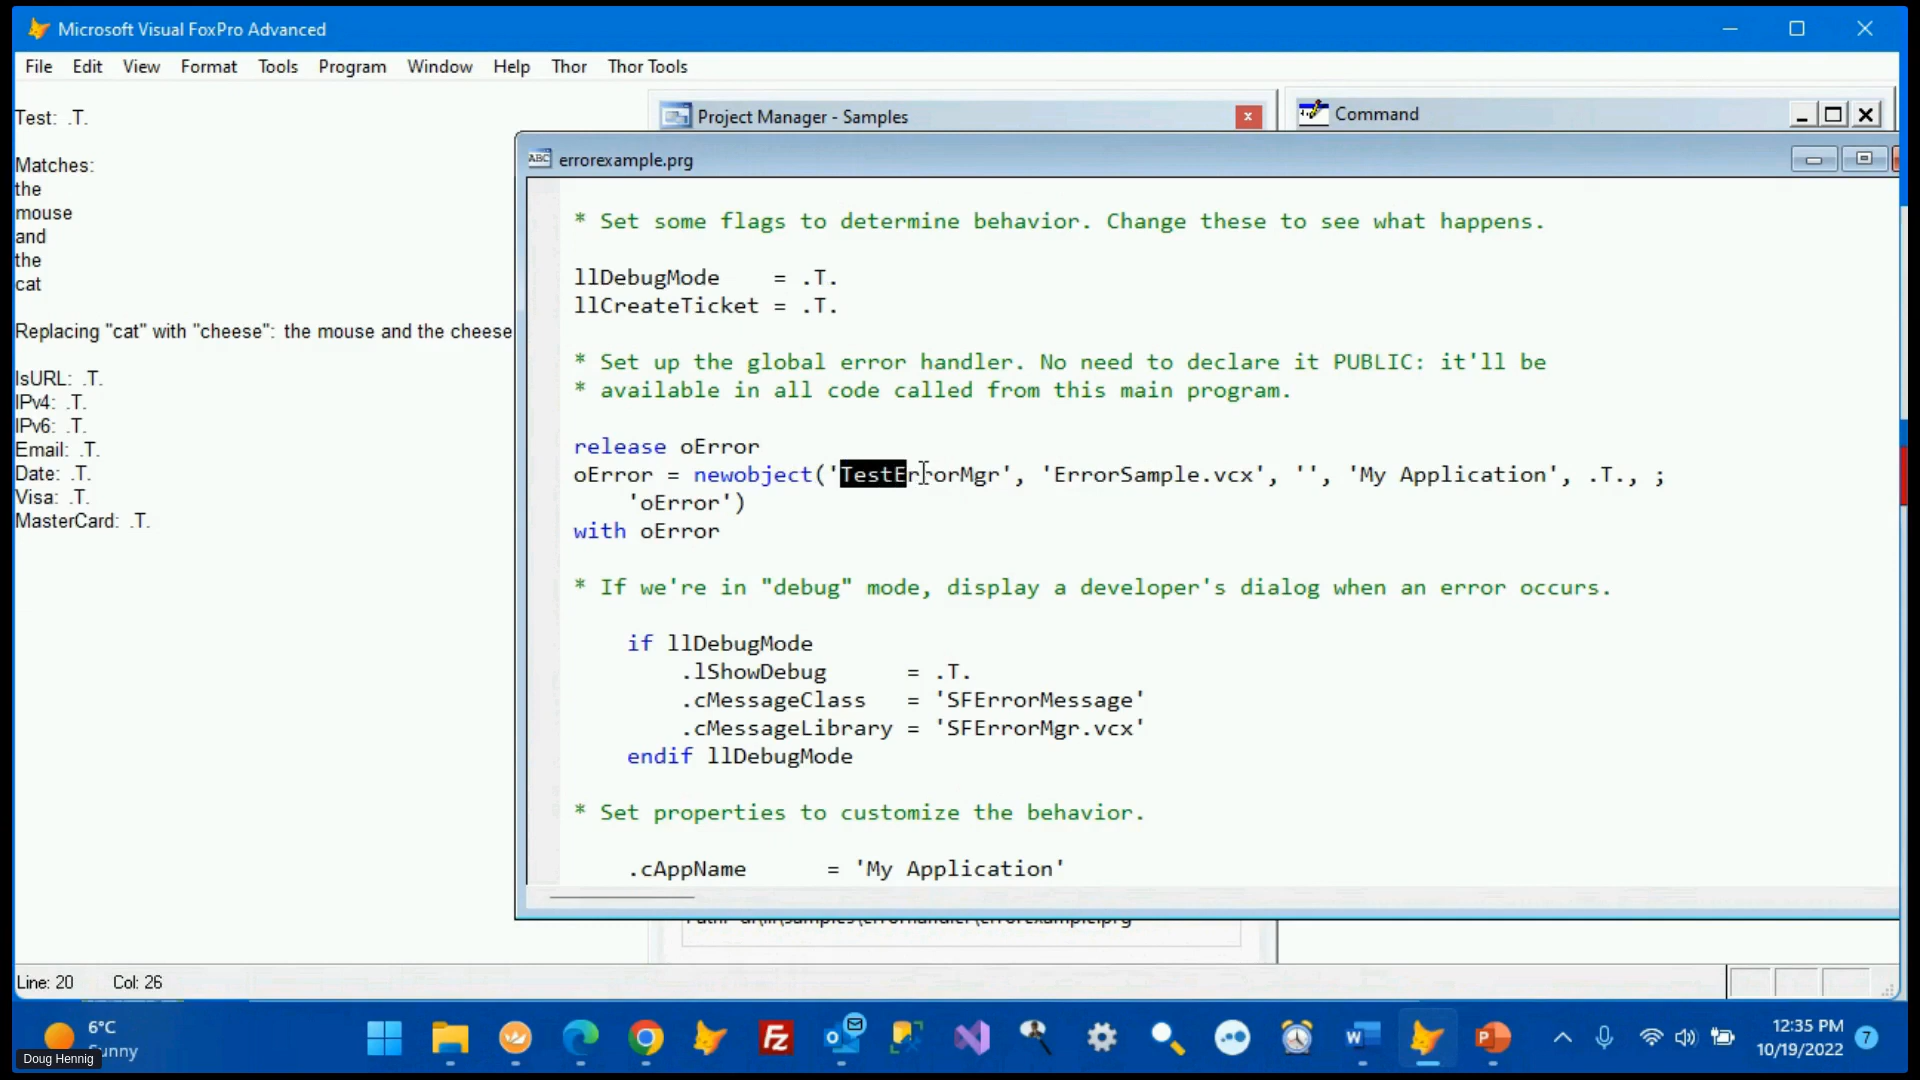 Microsoft Visual FoxPro Advanced
File Edit View Format Tools Program Window Help Thor Thor Tools
Test: .T.
Matches:
the
mouse
and
the
cat
Replacing "cat" with "cheese": the mouse and the cheese
IsURL: .T.
IPv4: .T.
IPv6: .T.
Email: .T.
Date: .T.
Visa: .T.
MasterCard: .T.
Project Manager - Samples
Command
errorexample.prg
* Set some flags to determine behavior. Change these to see what happens.
llDebugMode = .T.
llCreateTicket = .T.
* Set up the global error handler. No need to declare it PUBLIC: it'll be
* available in all code called from this main program.
release oError
oError = newobject('TestErrorMgr', 'ErrorSample.vcx', '', 'My Application', .T., ;
'oError')
with oError
* If we're in "debug" mode, display a developer's dialog when an error occurs.
if llDebugMode
.lShowDebug = .T.
.cMessageClass = 'SFErrorMessage'
.cMessageLibrary = 'SFErrorMgr.vcx'
endif llDebugMode
* Set properties to customize the behavior.
.cAppName = 'My Application'
Line: 20 Col: 26
6°C
Sunny
Doug Hennig
12:35 PM
10/19/2022
7